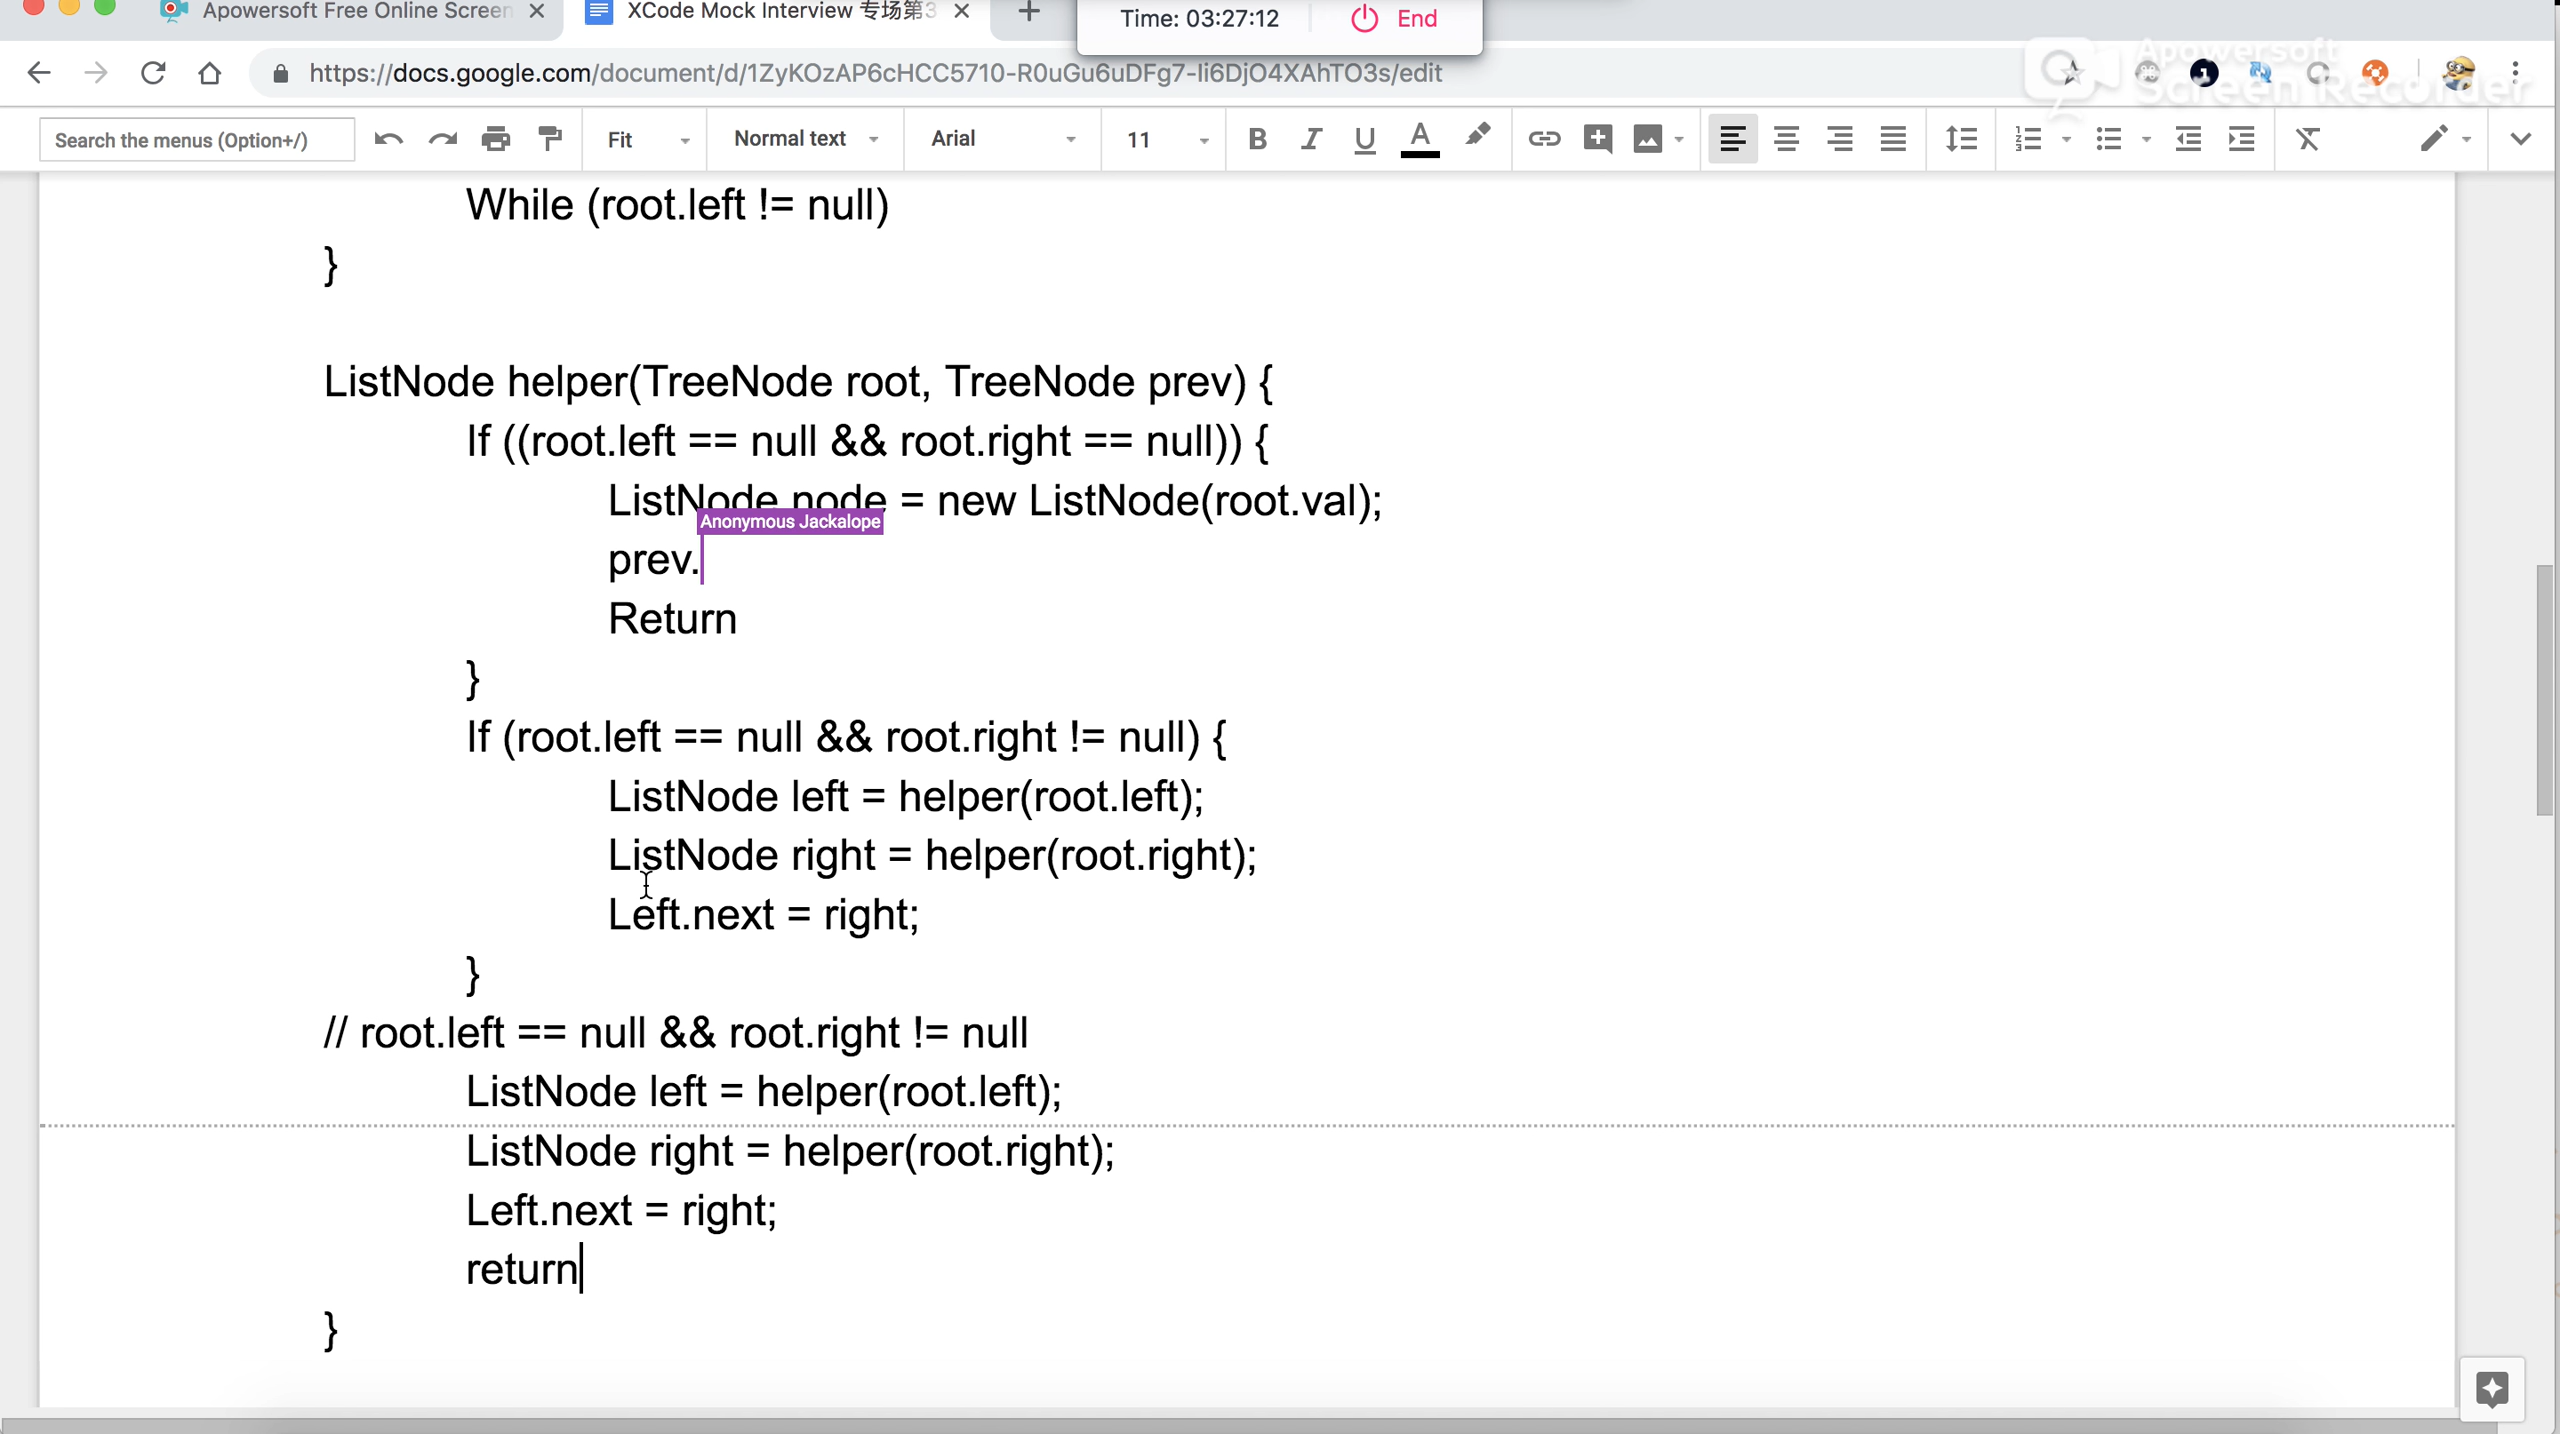 Apowersoft Free Online Screen
XCode Mock Interview 专场第3
Time: 03:27:12
End
https://docs.google.com/document/d/1ZyKOzAP6cHCC5710-R0uGu6uDFg7-li6DjO4XAhTO3s/edit
Apowersoft
Screen Recorder
Search the menus (Option+/)
Fit
Normal text
Arial
11
While (root.left != null)
}
ListNode helper(TreeNode root, TreeNode prev) {
If ((root.left == null && root.right == null)) {
ListNode node = new ListNode(root.val);
Anonymous Jackalope
prev.
Return
}
If (root.left == null && root.right != null) {
ListNode left = helper(root.left);
ListNode right = helper(root.right);
Left.next = right;
}
// root.left == null && root.right != null
ListNode left = helper(root.left);
ListNode right = helper(root.right);
Left.next = right;
return
}